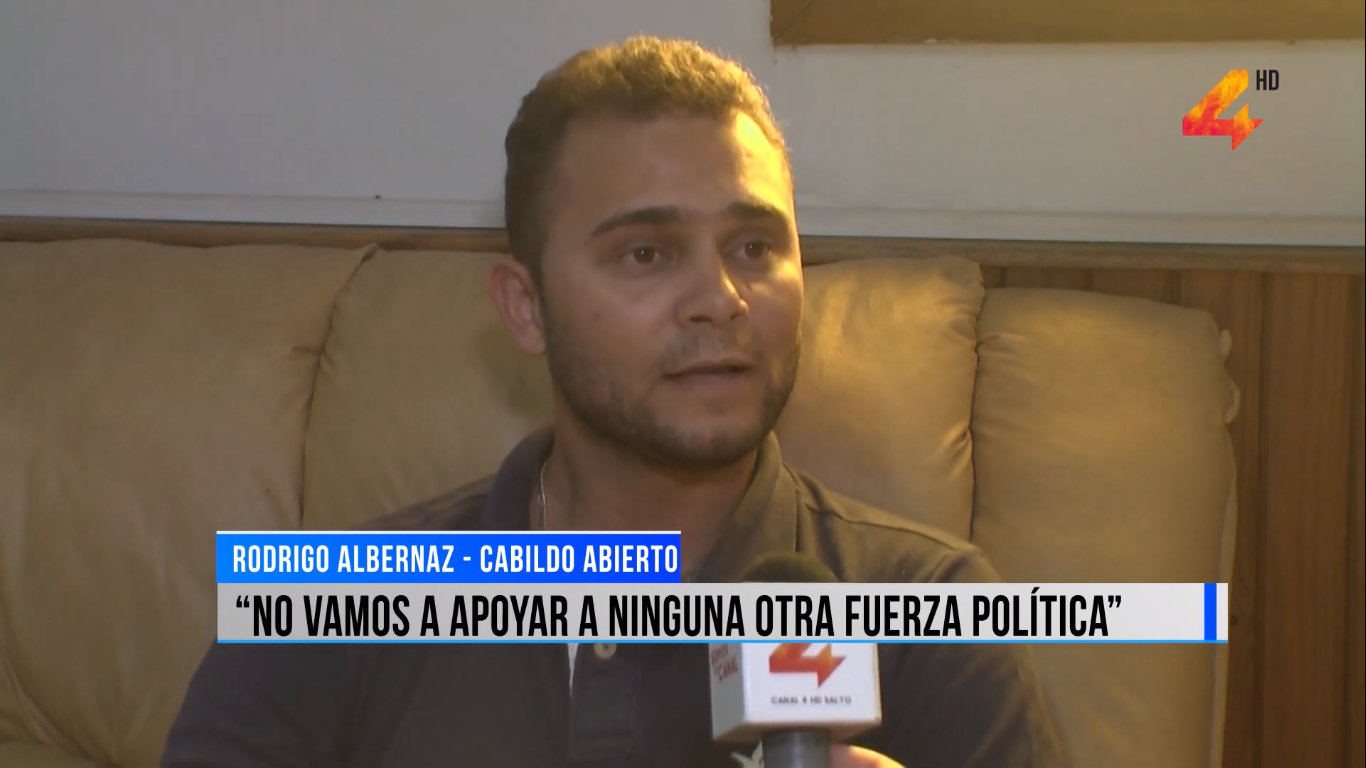 4 HD
RODRIGO ALBERNAZ - CABILDO ABIERTO
“NO VAMOS A APOYAR A NINGUNA OTRA FUERZA POLÍTICA”
4
CANAL 4 HD SALTO